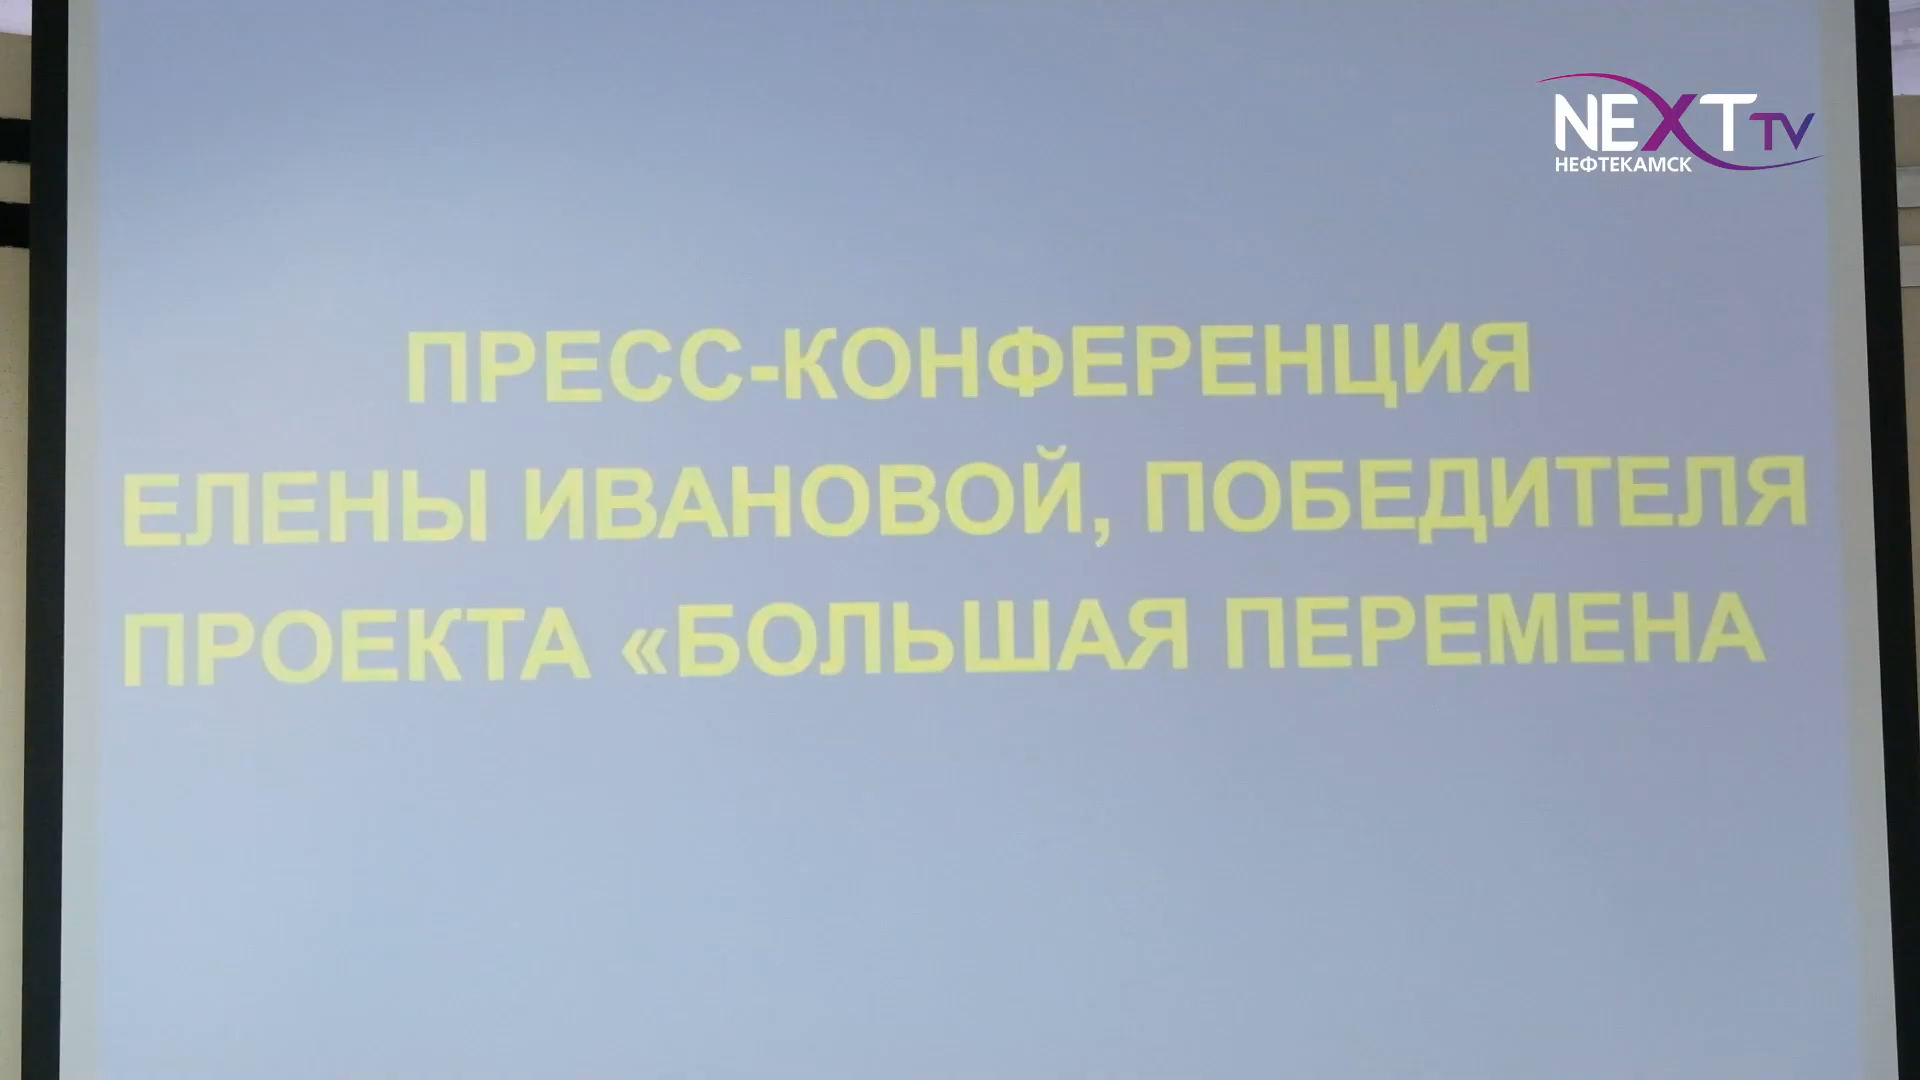 NEXT TV
НЕФТЕКАМСК
ПРЕСС-КОНФЕРЕНЦИЯ
ЕЛЕНЫ ИВАНОВОЙ, ПОБЕДИТЕЛЯ
ПРОЕКТА «БОЛЬШАЯ ПЕРЕМЕНА